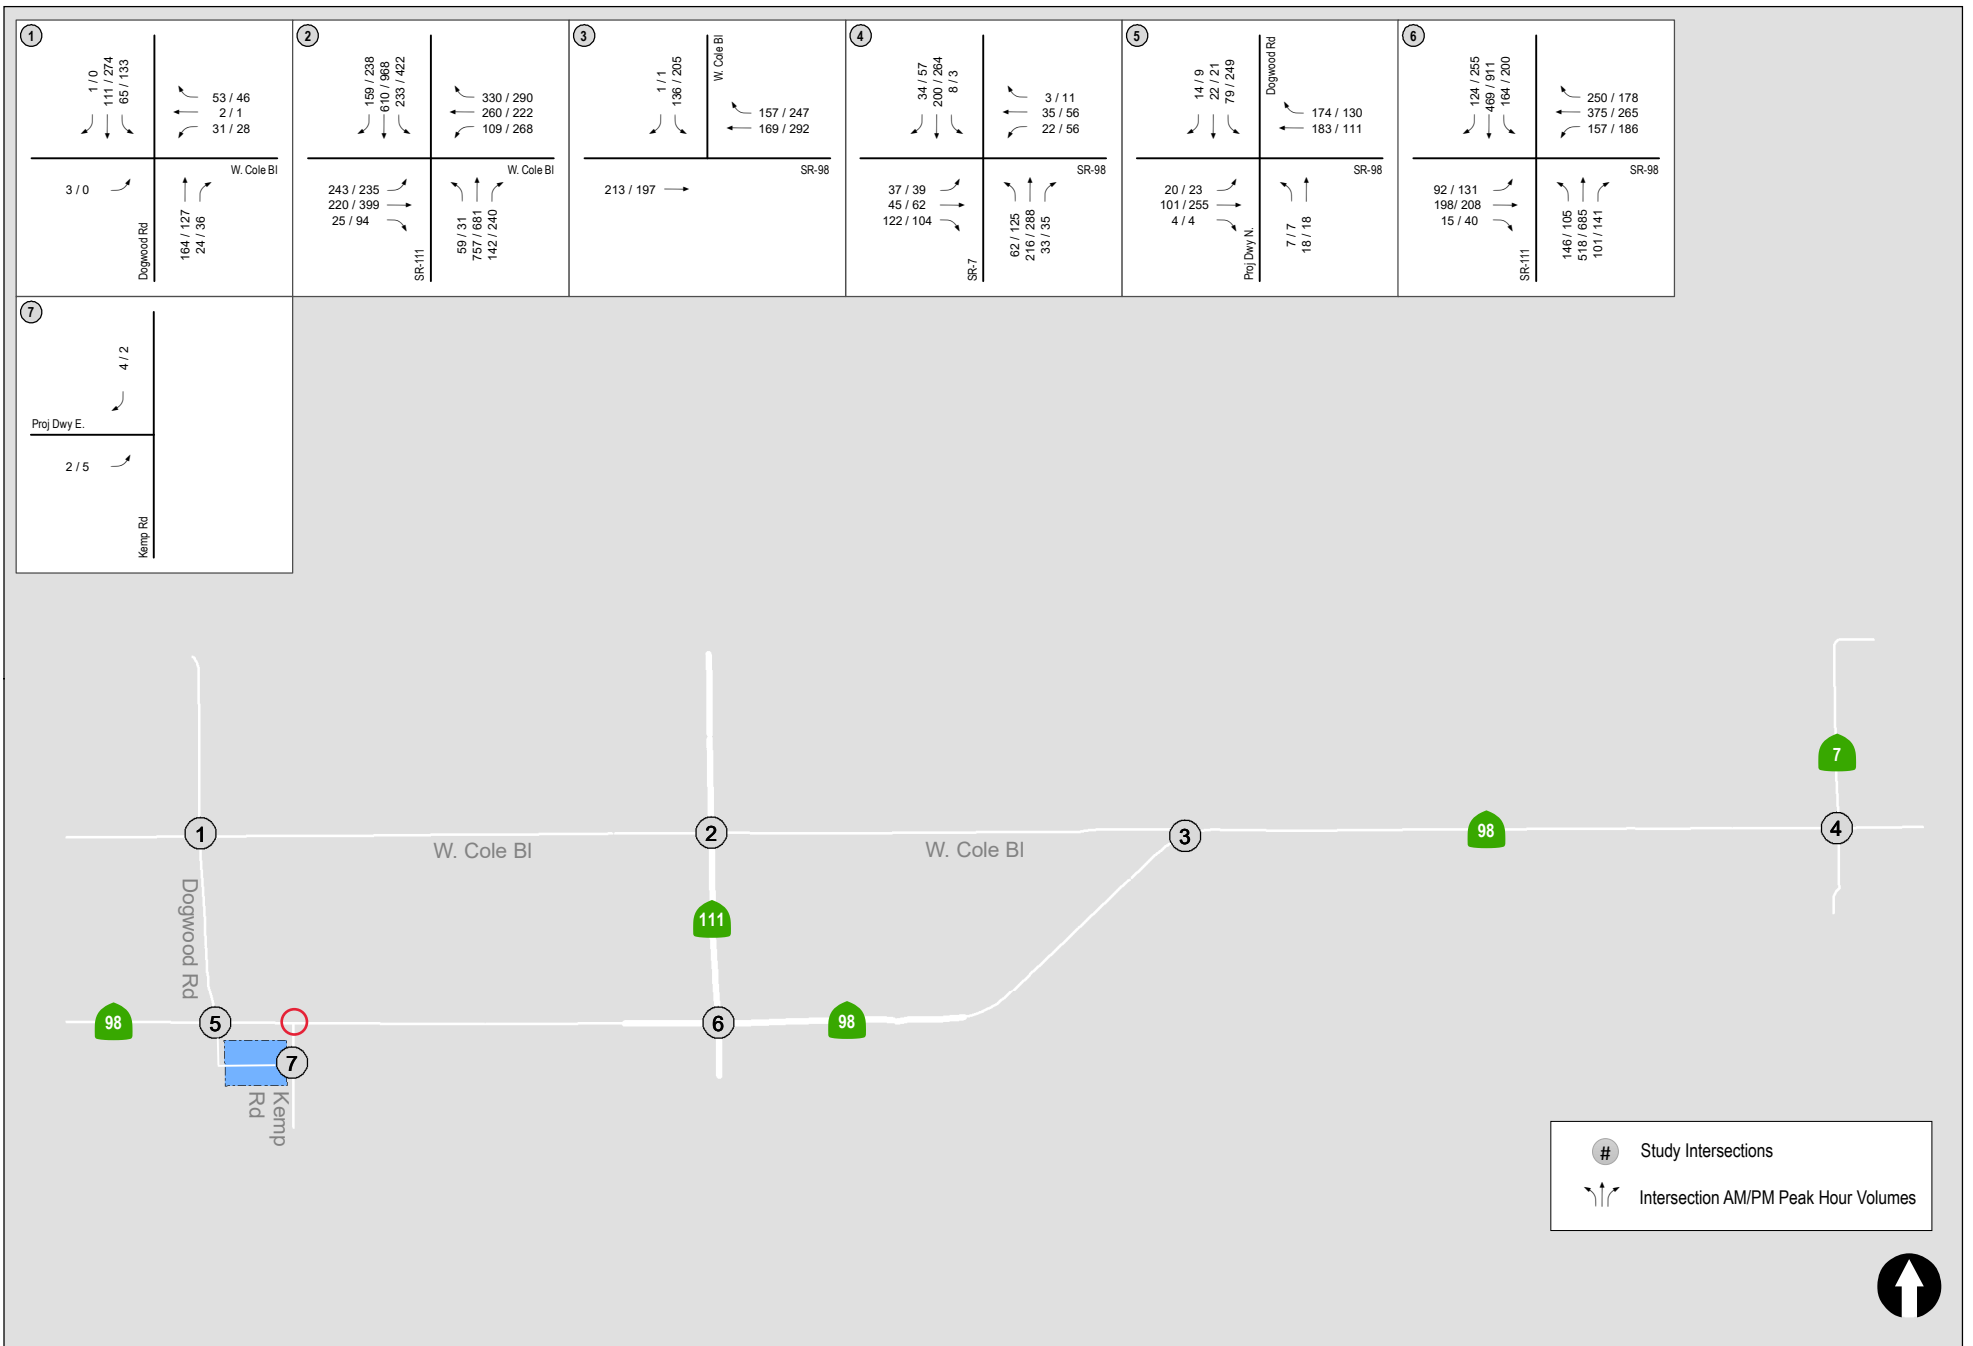 1
1 / 0
111 / 274
65 / 133
53 / 46
2 / 1
31 / 28
W. Cole Bl
3 / 0
Dogwood Rd
164 / 127
24 / 36
2
159 / 238
610 / 968
233 / 422
330 / 290
260 / 222
109 / 268
W. Cole Bl
243 / 235
220 / 399
25 / 94
SR-111
59 / 31
757 / 681
142 / 240
3
1 / 1
136 / 205
W. Cole Bl
157 / 247
169 / 292
SR-98
213 / 197
4
34 / 57
200 / 264
8 / 3
3 / 11
35 / 56
22 / 56
SR-98
37 / 39
45 / 62
122 / 104
SR-7
62 / 125
216 / 288
33 / 35
5
14 / 9
22 / 21
79 / 249
Dogwood Rd
174 / 130
183 / 111
SR-98
20 / 23
101 / 255
4 / 4
Proj Dwy N.
7 / 7
18 / 18
6
124 / 255
469 / 911
164 / 200
250 / 178
375 / 265
157 / 186
SR-98
92 / 131
198/ 208
15 / 40
SR-111
146 / 105
518 / 685
101 / 141
7
4 / 2
Proj Dwy E.
2 / 5
Kemp Rd
7
1
2
3
98
4
W. Cole Bl
W. Cole Bl
Dogwood Rd
111
98
5
6
98
7
Kemp
Rd
# Study Intersections
Intersection AM/PM Peak Hour Volumes